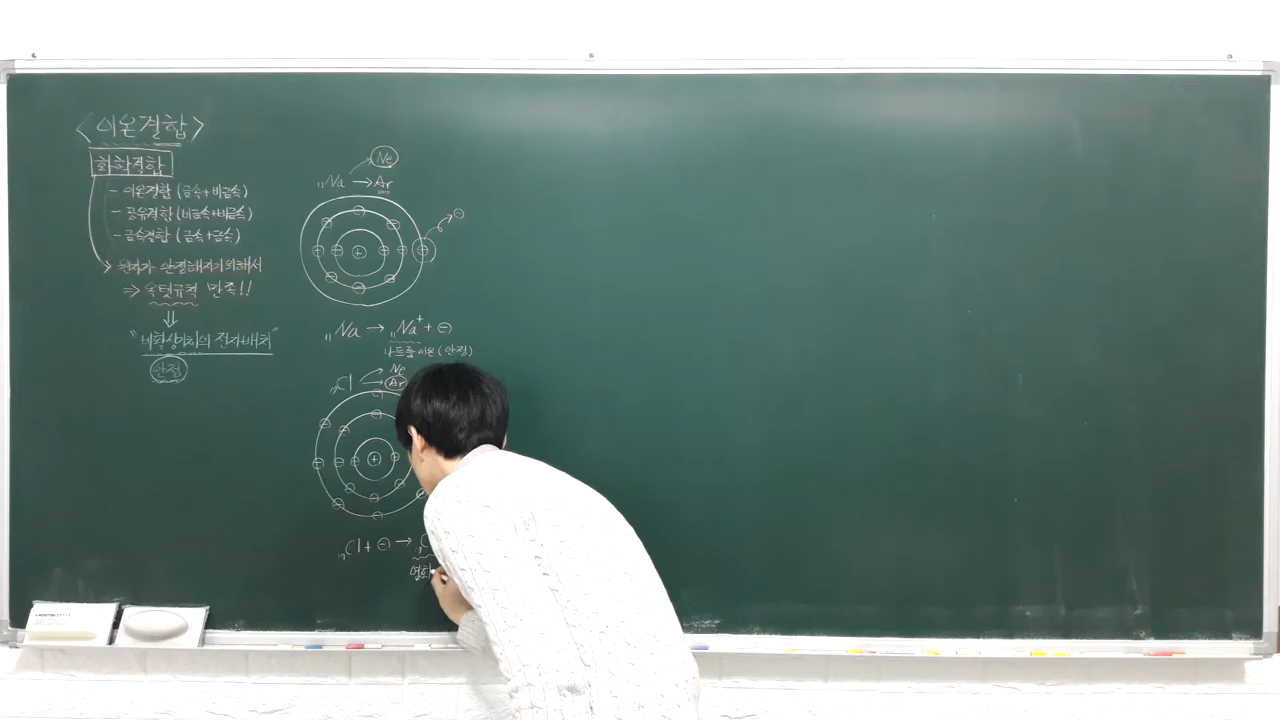 <이온결합>
화학결합
- 이온결합 (금속+비금속)
- 공유결합 (비금속+비금속)
- 금속결합 (금속+금속)
원자가 안정해지기위해서
⇒ 옥텟규칙 만족!!
⇓
"비활성기체의 전자배치"
안정
Ne
₁₁Na → Ar
₁₁Na → ₁₁Na⁺ + ⊖
나트륨 이온 (안정)
Ne
₁₇Cl → Ar
₁₇Cl + ⊖ → ₁₇C
염화